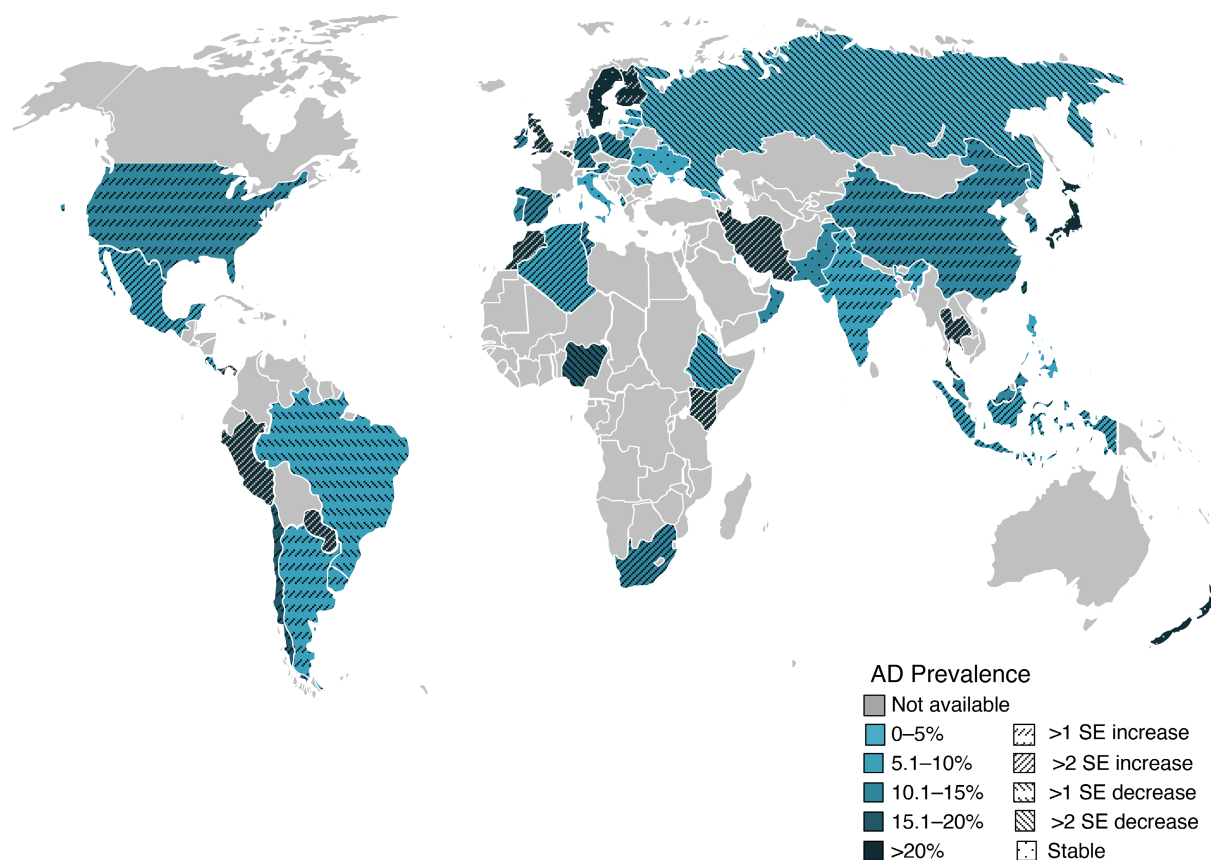 AD Prevalence
Not available
0–5%
>1 SE increase
5.1–10%
>2 SE increase
10.1–15%
>1 SE decrease
15.1–20%
>2 SE decrease
>20%
Stable